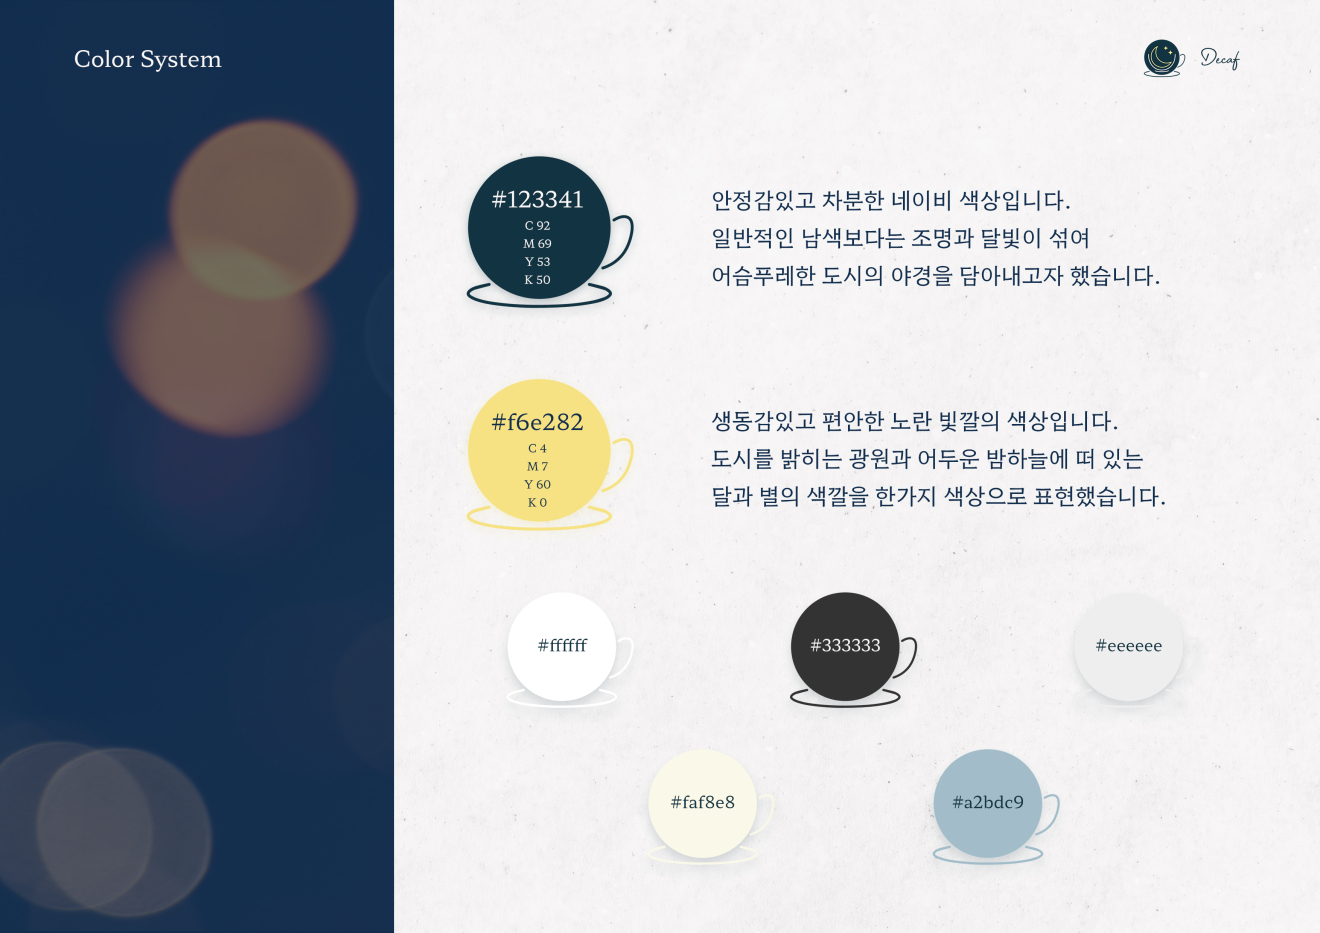 Color System
Decaf
#123341
C 92
M 69
Y 53
K 50
안정감있고 차분한 네이비 색상입니다.
일반적인 남색보다는 조명과 달빛이 섞여
어슴푸레한 도시의 야경을 담아내고자 했습니다.
#f6e282
C 4
M 7
Y 60
K 0
생동감있고 편안한 노란 빛깔의 색상입니다.
도시를 밝히는 광원과 어두운 밤하늘에 떠 있는
달과 별의 색깔을 한가지 색상으로 표현했습니다.
#ffffff
#333333
#eeeeee
#faf8e8
#a2bdc9